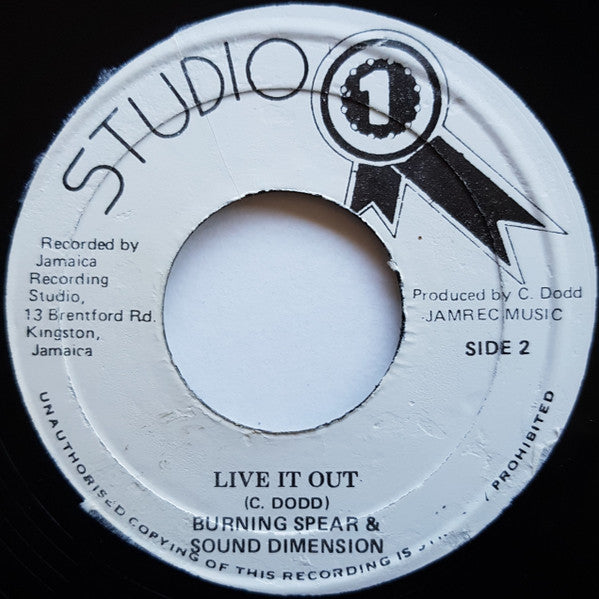 STUDIO
1
Recorded by
Jamaica
Recording
Studio,
13 Brentford Rd.
Kingston,
Jamaica
Produced by C. Dodd
JAMREC MUSIC
SIDE 2
LIVE IT OUT
(C. DODD)
BURNING SPEAR &
SOUND DIMENSION
UNAUTHORISED COPYING OF THIS RECORDING IS PROHIBITED